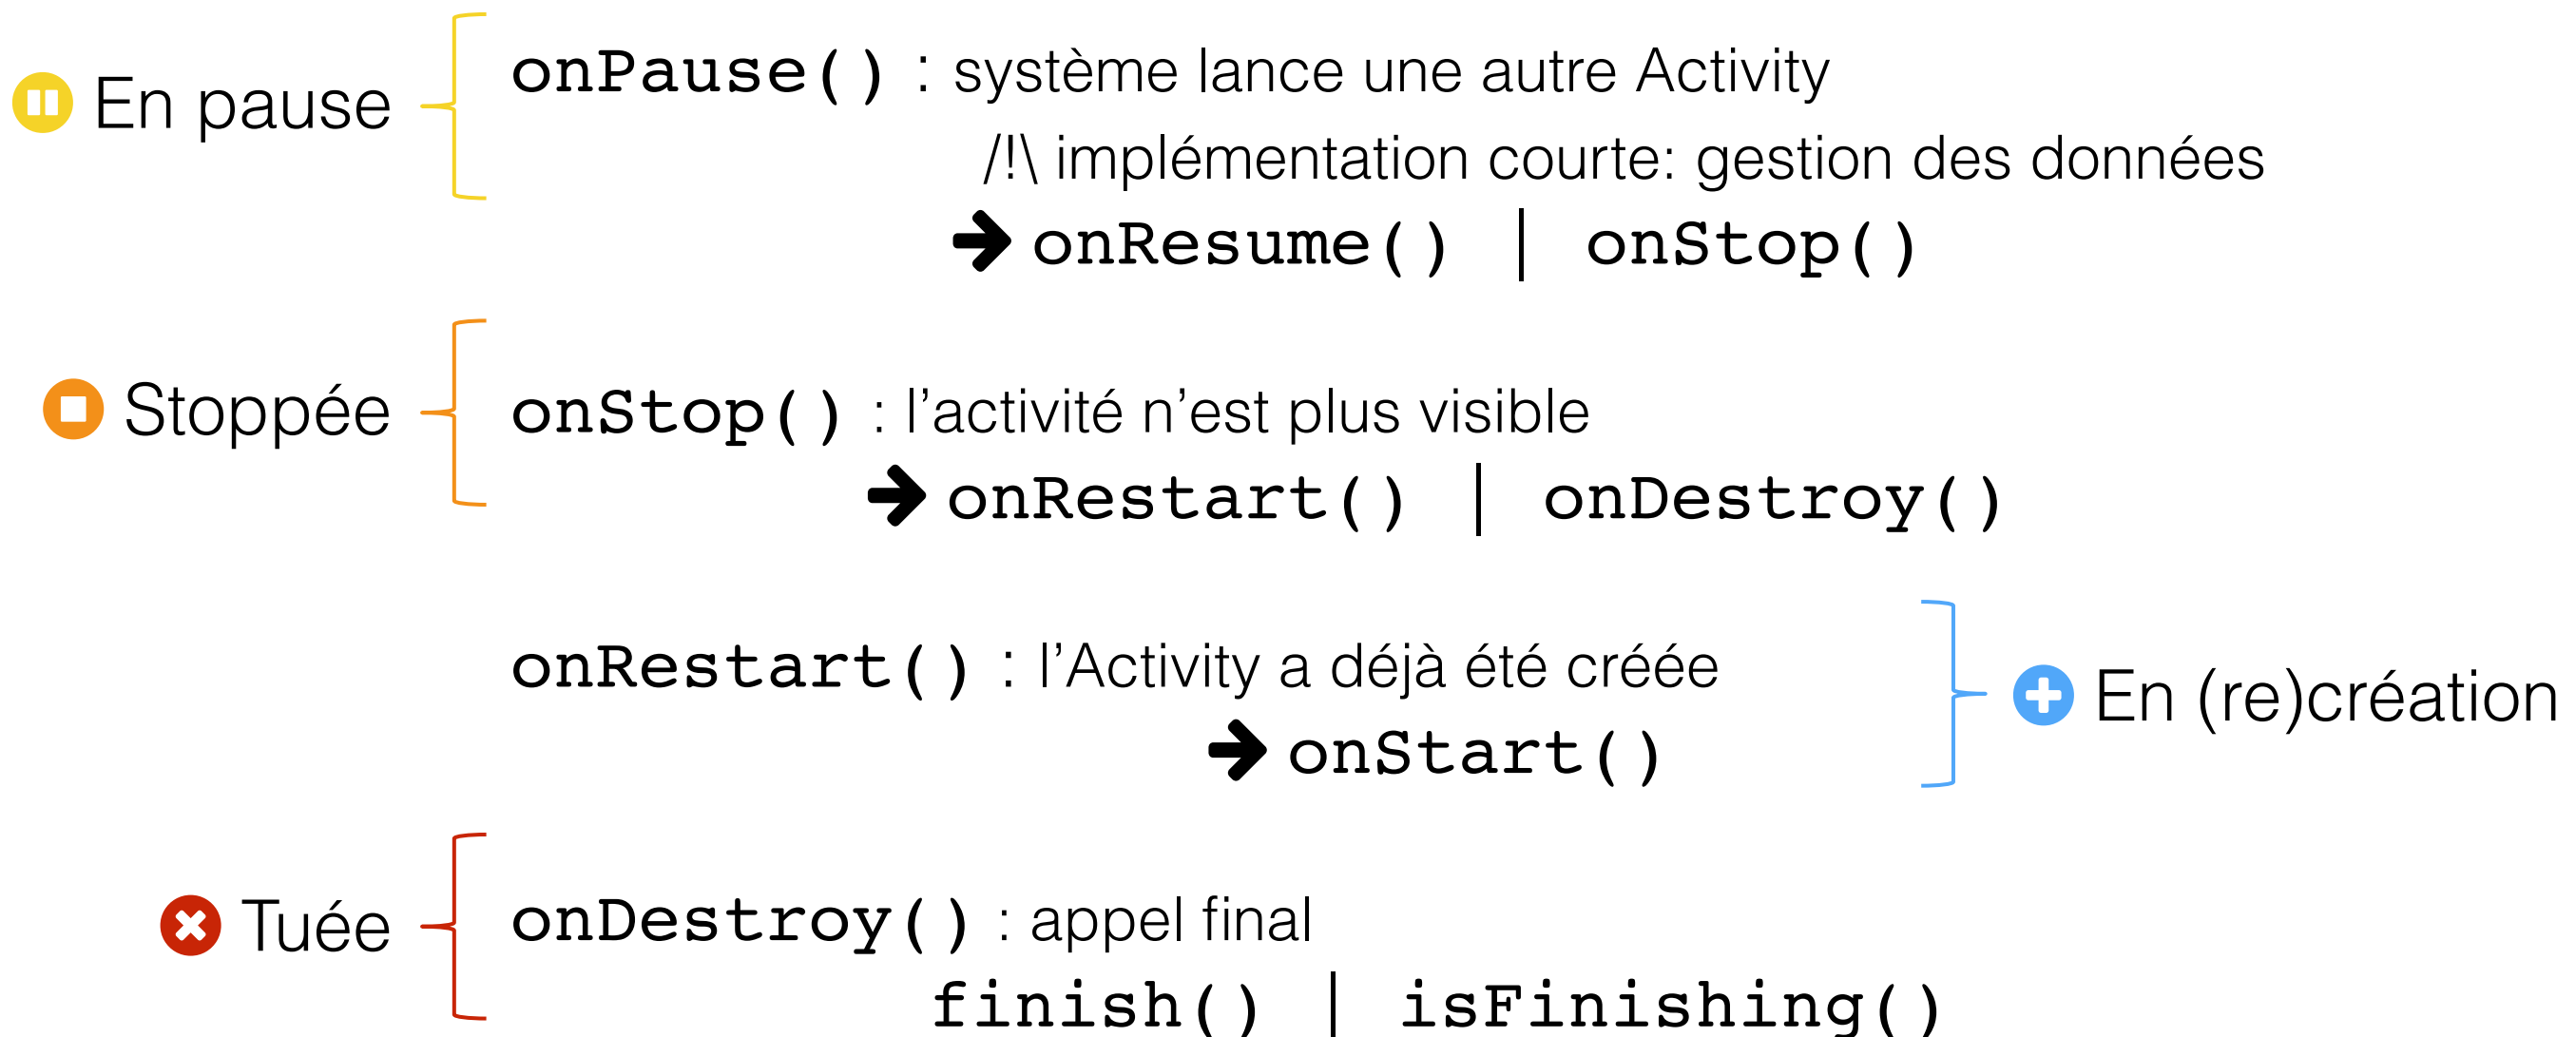 En pause
onPause() : système lance une autre Activity
/!\ implémentation courte: gestion des données
onResume() | onStop()
Stoppée
onStop() : l’activité n’est plus visible
onRestart() | onDestroy()
onRestart() : l’Activity a déjà été créée
En (re)création
onStart()
Tuée
onDestroy() : appel final
finish() | isFinishing()